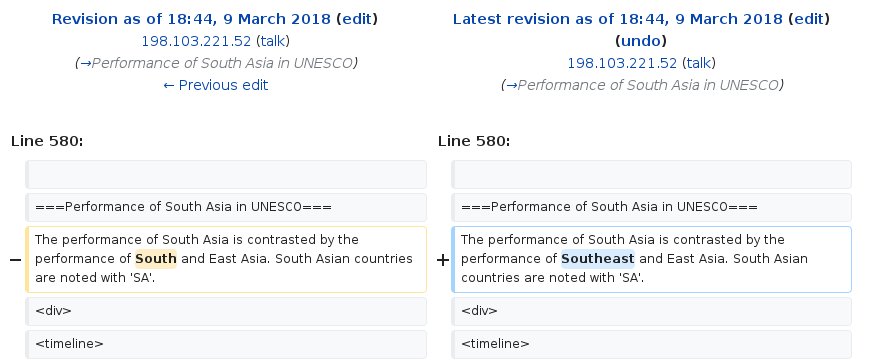 Revision as of 18:44, 9 March 2018 (edit)
198.103.221.52 (talk)
(→Performance of South Asia in UNESCO)
← Previous edit
Latest revision as of 18:44, 9 March 2018 (edit)
(undo)
198.103.221.52 (talk)
(→Performance of South Asia in UNESCO)
Line 580:
Line 580:
===Performance of South Asia in UNESCO===
===Performance of South Asia in UNESCO===
− The performance of South Asia is contrasted by the
performance of South and East Asia. South Asian countries
are noted with 'SA'.
+ The performance of South Asia is contrasted by the
performance of Southeast and East Asia. South Asian
countries are noted with 'SA'.
<div>
<div>
<timeline>
<timeline>